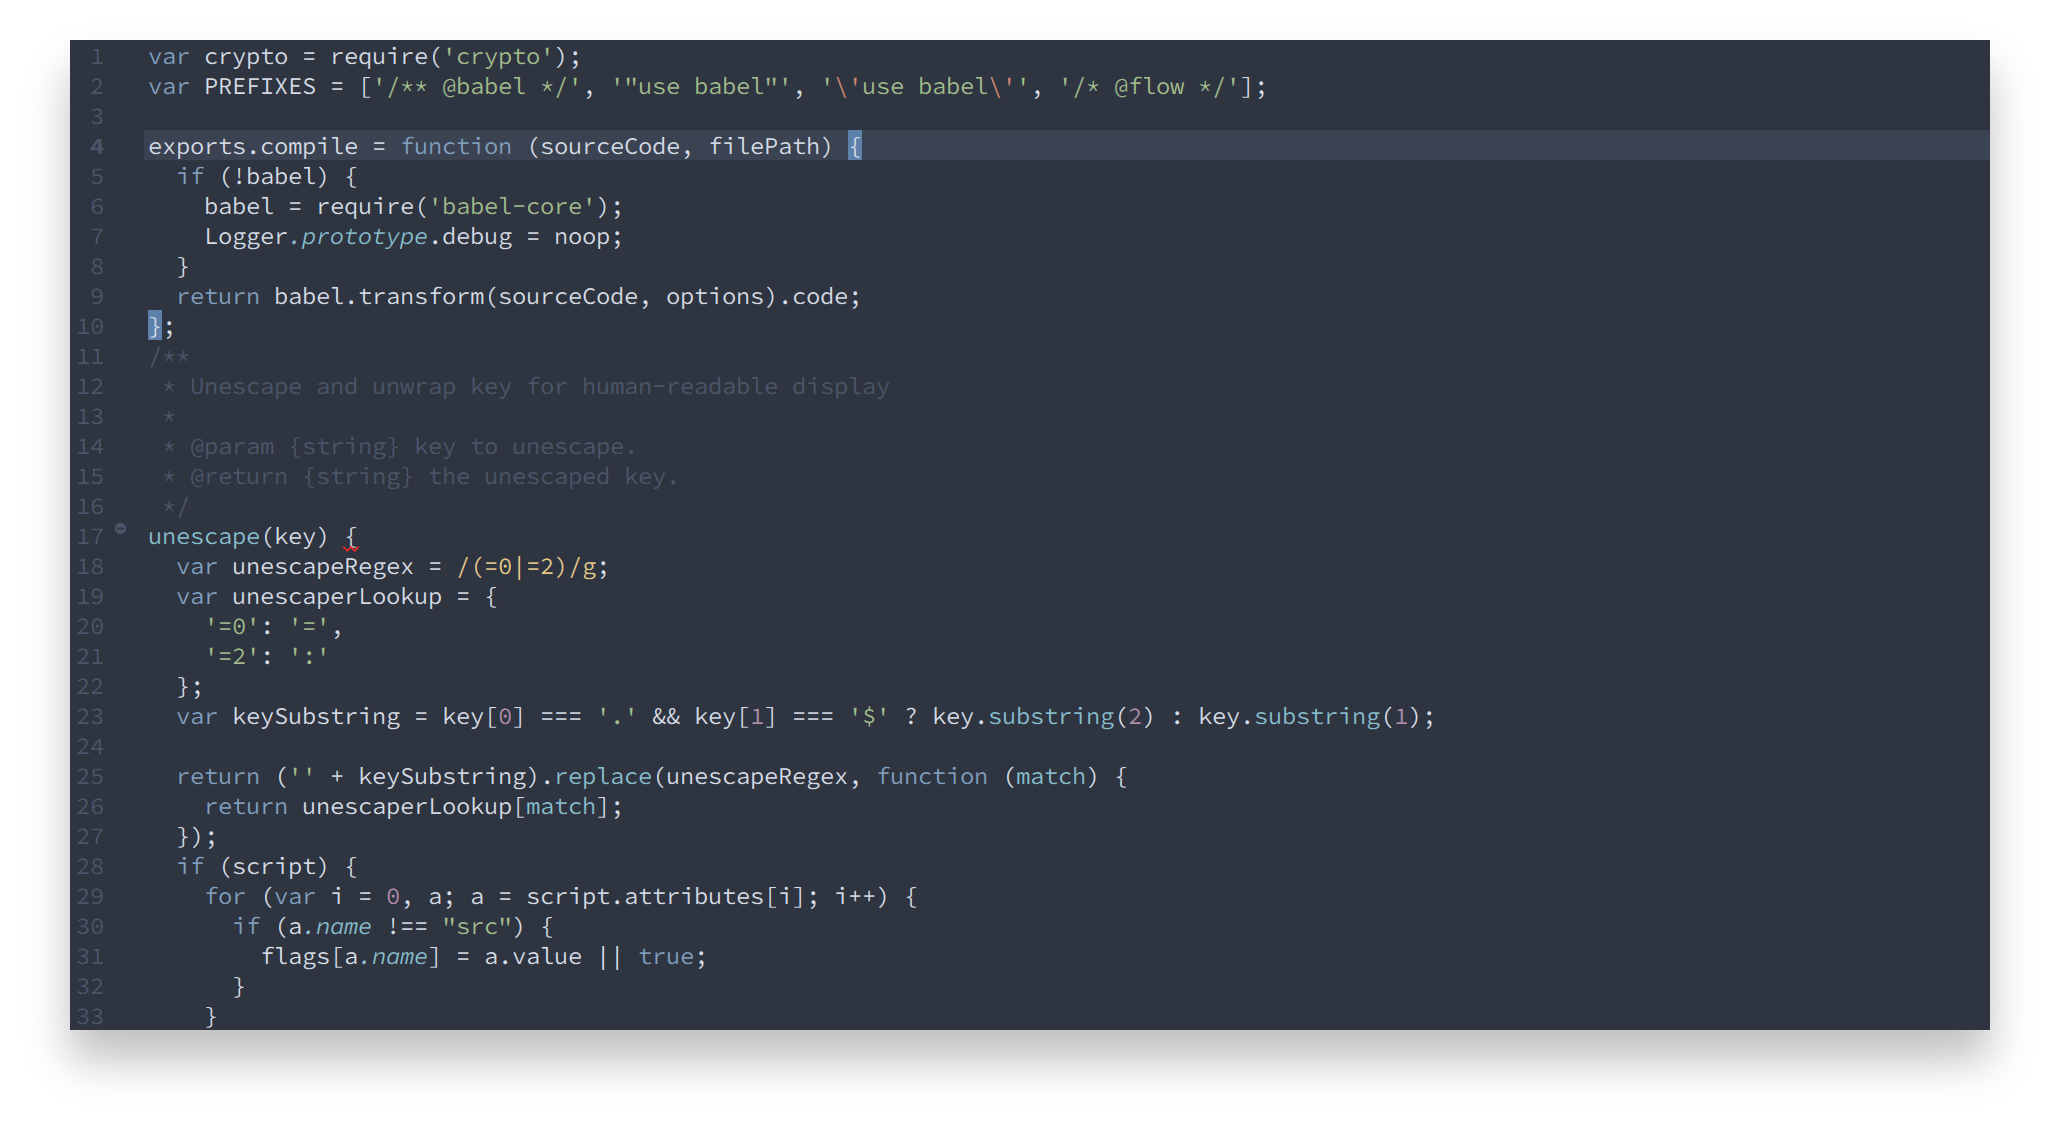 1 var crypto = require('crypto');
2 var PREFIXES = ['/** @babel */', '"use babel"', '\'use babel\'', '/* @flow */'];
3
4 exports.compile = function (sourceCode, filePath) {
5   if (!babel) {
6     babel = require('babel-core');
7     Logger.prototype.debug = noop;
8   }
9   return babel.transform(sourceCode, options).code;
10 };
11 /**
12  * Unescape and unwrap key for human-readable display
13  *
14  * @param {string} key to unescape.
15  * @return {string} the unescaped key.
16  */
17 unescape(key) {
18   var unescapeRegex = /(=0|=2)/g;
19   var unescaperLookup = {
20     '=0': '=',
21     '=2': ':'
22   };
23   var keySubstring = key[0] === '.' && key[1] === '$' ? key.substring(2) : key.substring(1);
24
25   return ('' + keySubstring).replace(unescapeRegex, function (match) {
26     return unescaperLookup[match];
27   });
28   if (script) {
29     for (var i = 0, a; a = script.attributes[i]; i++) {
30       if (a.name !== "src") {
31         flags[a.name] = a.value || true;
32       }
33     }